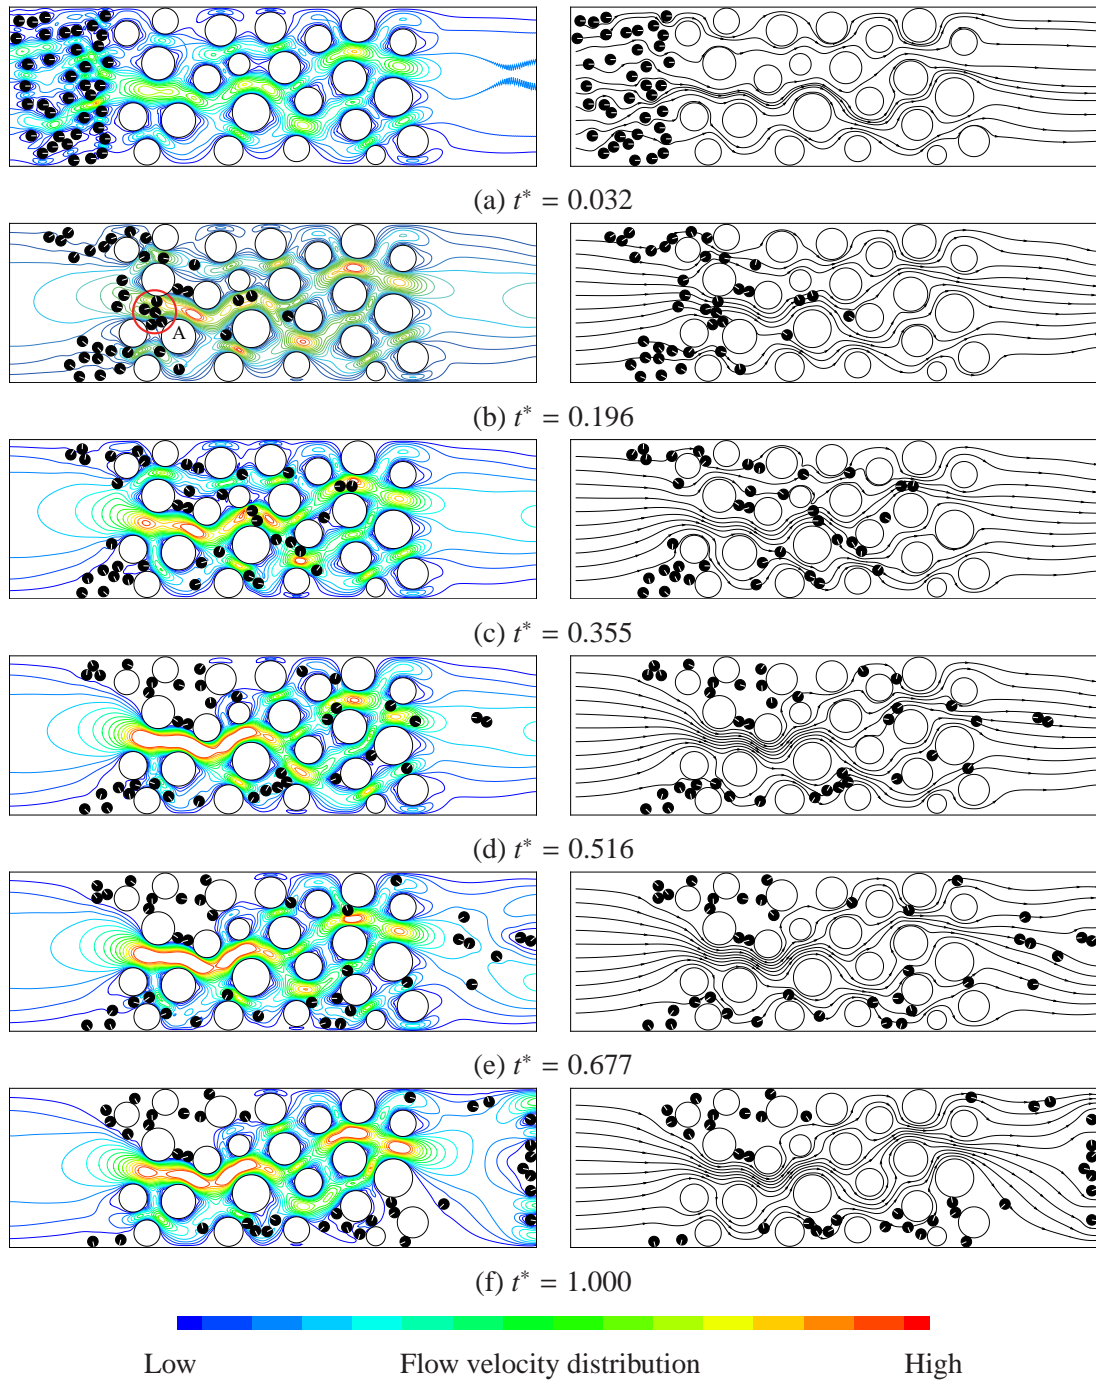 (a) t* = 0.032
A
(b) t* = 0.196
(c) t* = 0.355
(d) t* = 0.516
(e) t* = 0.677
(f) t* = 1.000
Low Flow velocity distribution High